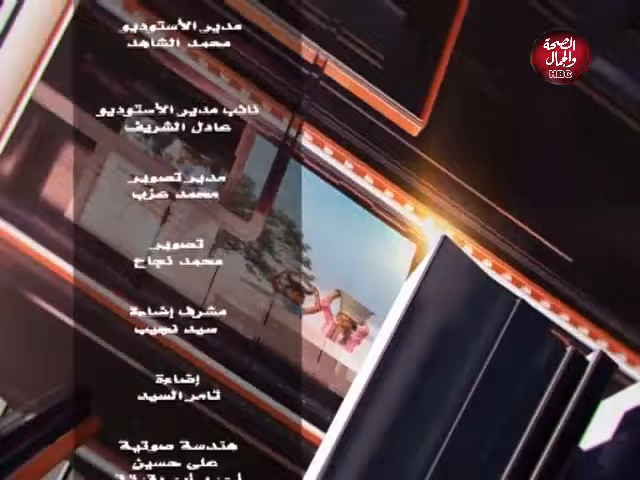 الصحة
والجمال
HBC
مدير الأستوديو
محمد الشاهد
نائب مدير الأستوديو
عادل الشريف
مدير تصوير
محمد عزب
تصوير
محمد نجاح
مشرف إضاءة
سيد نجيب
إضاءة
تامر السيد
هندسة صوتية
على حسين